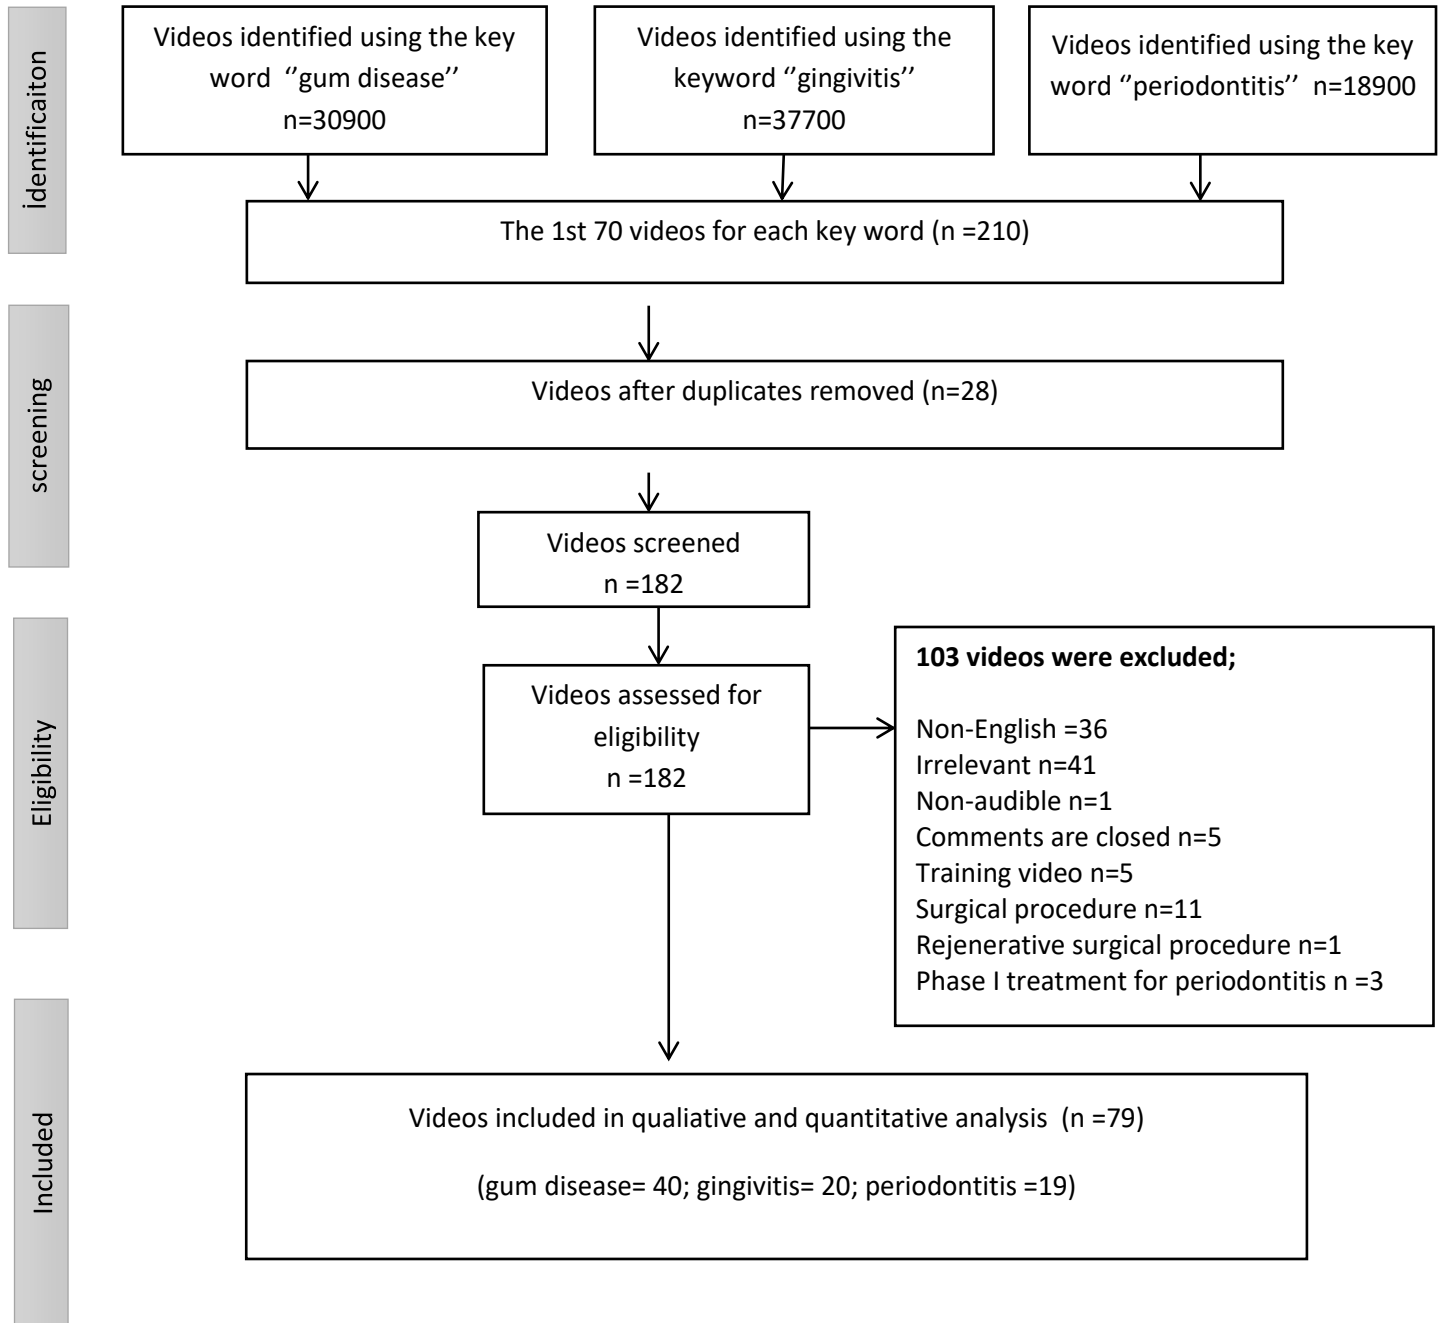 identificaiton
Videos identified using the key
word ‘’gum disease’’
n=30900
Videos identified using the
keyword ‘’gingivitis’’
n=37700
Videos identified using the key
word ‘’periodontitis’’ n=18900
The 1st 70 videos for each key word (n =210)
screening
Videos after duplicates removed (n=28)
Videos screened
n =182
Eligibility
Videos assessed for
eligibility
n =182
103 videos were excluded;
Non-English =36
Irrelevant n=41
Non-audible n=1
Comments are closed n=5
Training video n=5
Surgical procedure n=11
Rejenerative surgical procedure n=1
Phase I treatment for periodontitis n =3
Included
Videos included in qualiative and quantitative analysis (n =79)
(gum disease= 40; gingivitis= 20; periodontitis =19)